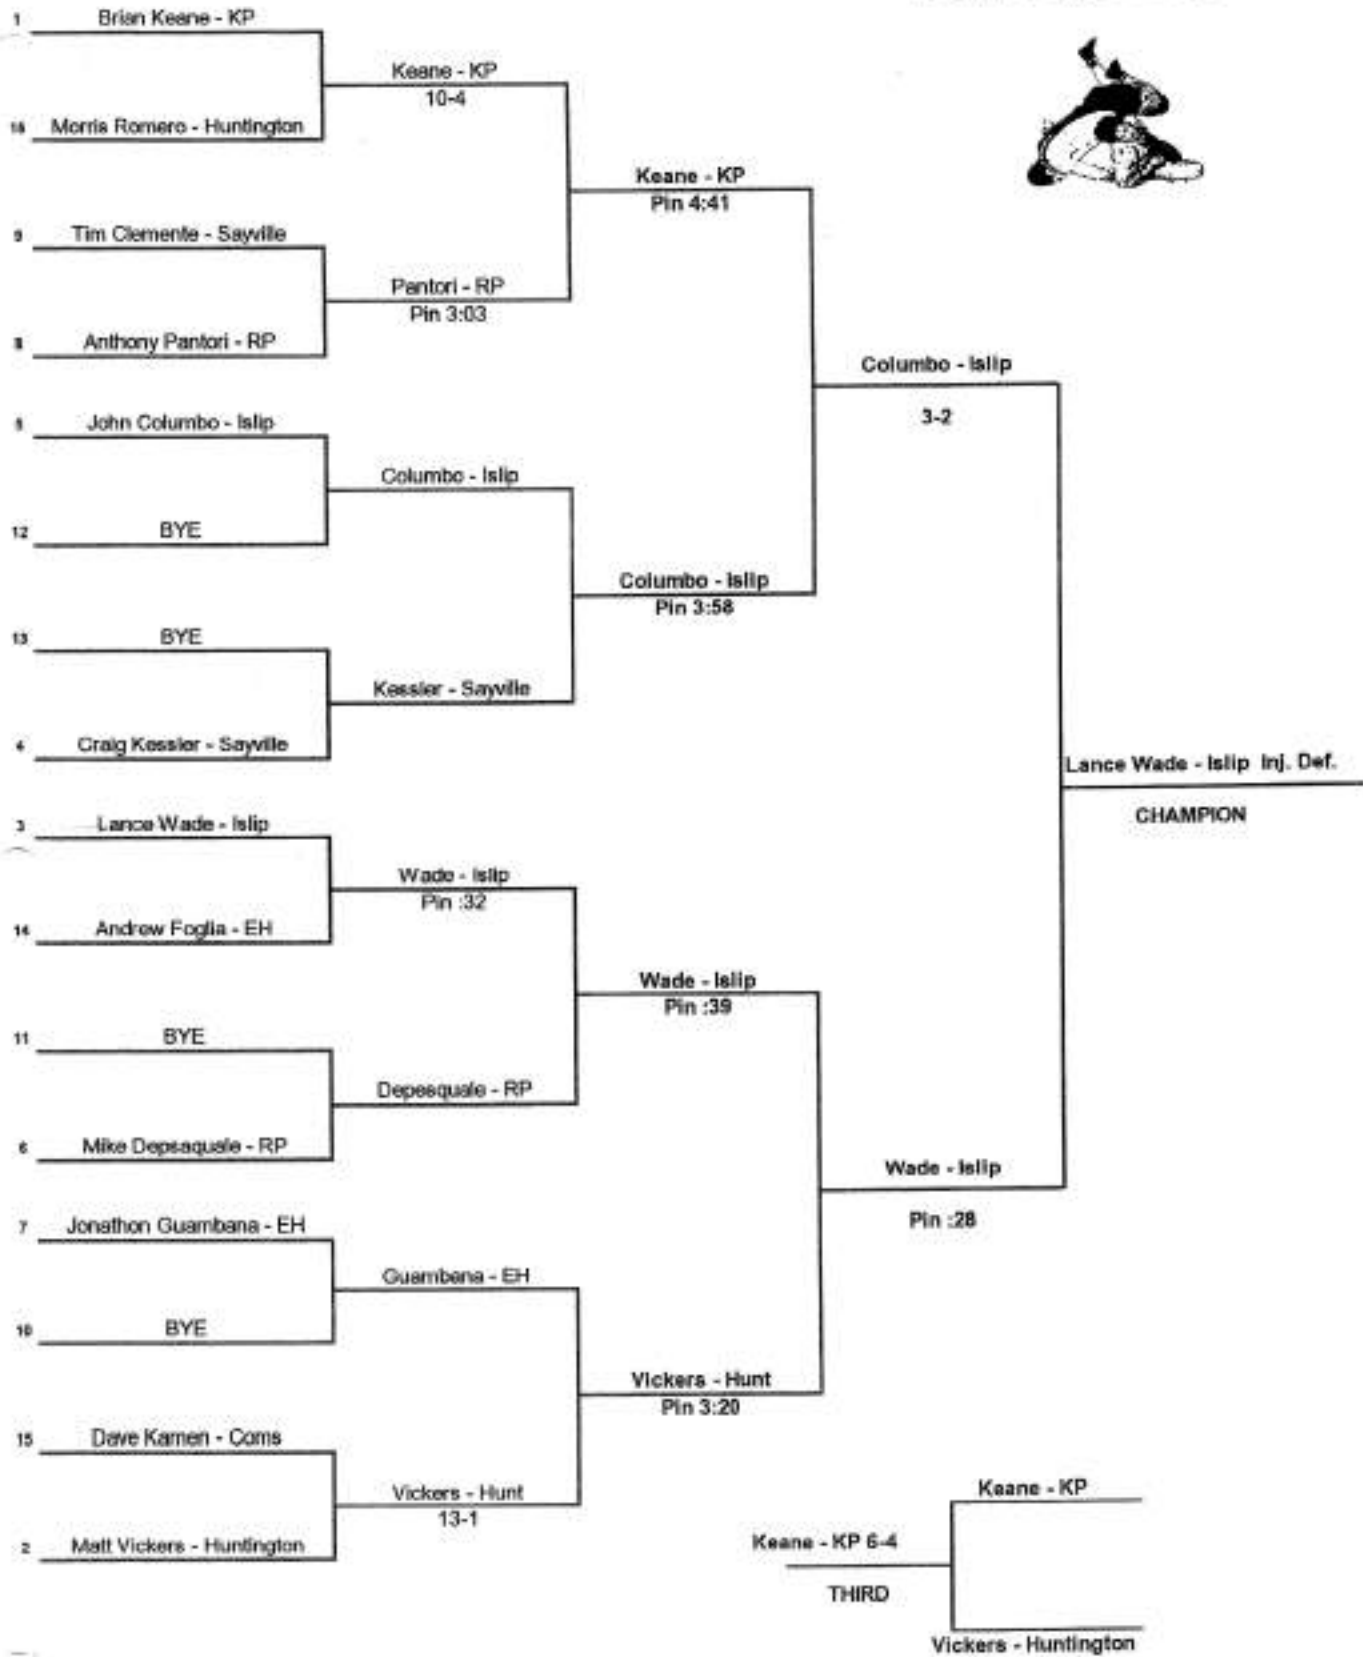 1 Brian Keane - KP
Keane - KP
10-4
16 Morris Romero - Huntington
Keane - KP
Pin 4:41
9 Tim Clemente - Sayville
Pantori - RP
Pin 3:03
8 Anthony Pantori - RP
Columbo - Islip
3-2
5 John Columbo - Islip
Columbo - Islip
12 BYE
Columbo - Islip
Pin 3:58
13 BYE
Kessler - Sayville
4 Craig Kessler - Sayville
Lance Wade - Islip Inj. Def.
CHAMPION
3 Lance Wade - Islip
Wade - Islip
Pin :32
14 Andrew Foglia - EH
Wade - Islip
Pin :39
11 BYE
Depesquale - RP
6 Mike Depsaquale - RP
Wade - Islip
Pin :28
7 Jonathon Guambana - EH
Guambana - EH
10 BYE
Vickers - Hunt
Pin 3:20
15 Dave Kamen - Coms
Vickers - Hunt
13-1
2 Matt Vickers - Huntington
Keane - KP
Keane - KP 6-4
THIRD
Vickers - Huntington